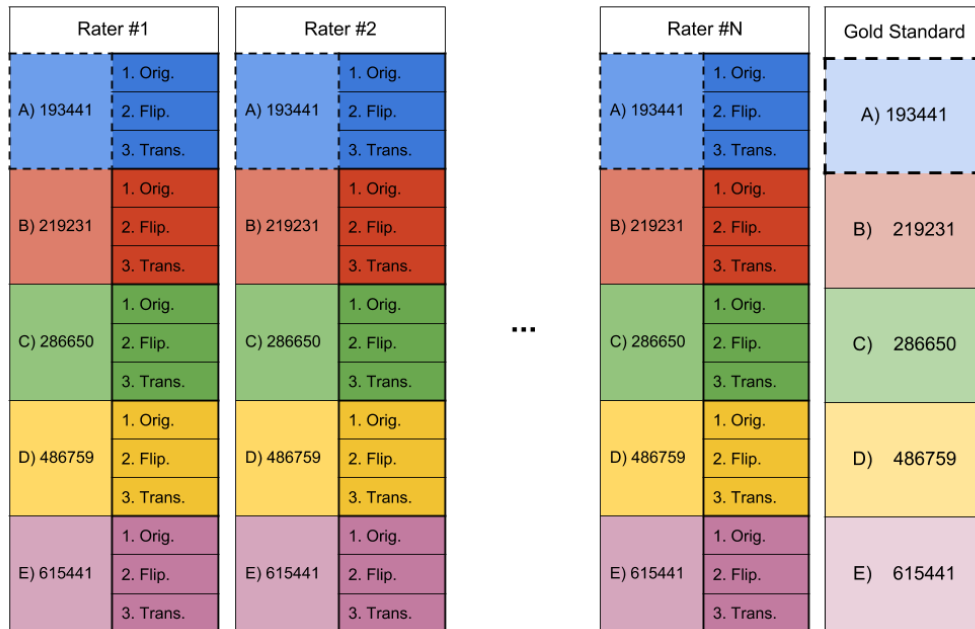 Rater #1
A) 193441
1. Orig.
2. Flip.
3. Trans.
B) 219231
1. Orig.
2. Flip.
3. Trans.
C) 286650
1. Orig.
2. Flip.
3. Trans.
D) 486759
1. Orig.
2. Flip.
3. Trans.
E) 615441
1. Orig.
2. Flip.
3. Trans.
Rater #2
A) 193441
1. Orig.
2. Flip.
3. Trans.
B) 219231
1. Orig.
2. Flip.
3. Trans.
C) 286650
1. Orig.
2. Flip.
3. Trans.
D) 486759
1. Orig.
2. Flip.
3. Trans.
E) 615441
1. Orig.
2. Flip.
3. Trans.
...
Rater #N
A) 193441
1. Orig.
2. Flip.
3. Trans.
B) 219231
1. Orig.
2. Flip.
3. Trans.
C) 286650
1. Orig.
2. Flip.
3. Trans.
D) 486759
1. Orig.
2. Flip.
3. Trans.
E) 615441
1. Orig.
2. Flip.
3. Trans.
Gold Standard
A) 193441
B) 219231
C) 286650
D) 486759
E) 615441